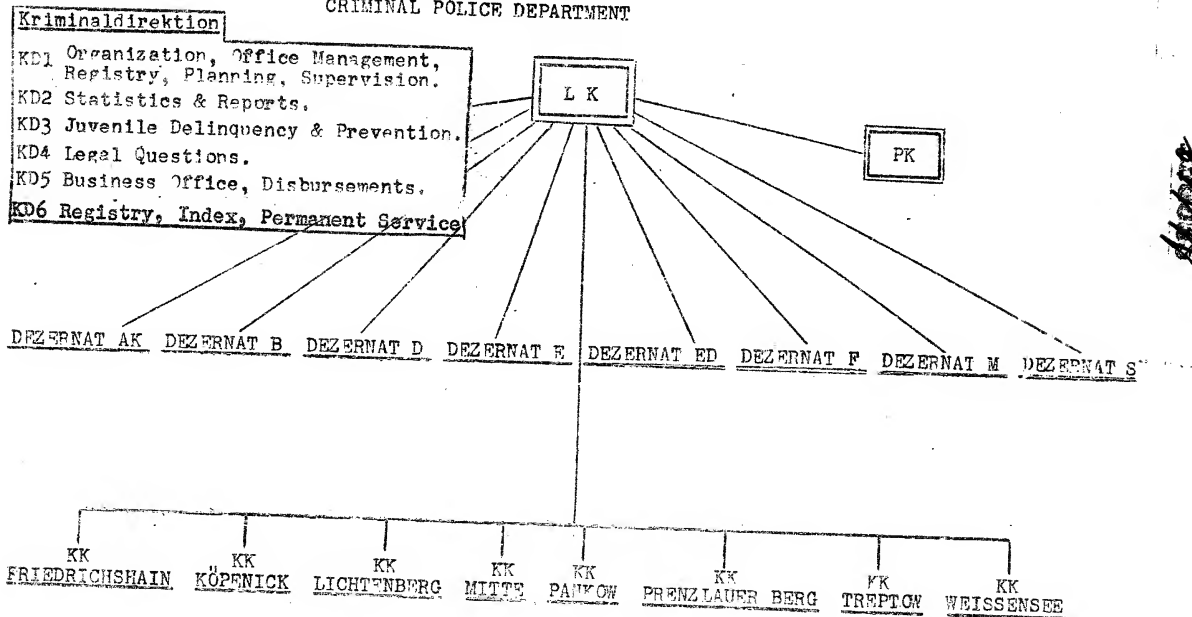 CRIMINAL POLICE DEPARTMENT
Kriminaldirektion
KD1 Organization, Office Management,
Registry, Planning, Supervision.
KD2 Statistics & Reports.
KD3 Juvenile Delinquency & Prevention.
KD4 Legal Questions.
KD5 Business Office, Disbursements.
KD6 Registry, Index, Permanent Service
L K
PK
DEZERNAT AK DEZERNAT B DEZERNAT D DEZERNAT E DEZERNAT ED DEZERNAT F DEZERNAT M DEZERNAT S
KK KK KK KK KK KK KK KK
FRIEDRICHSHAIN KÖPENICK LICHTENBERG MITTE PANKOW PRENZLAUER BERG TREPTOW WEISSENSEE